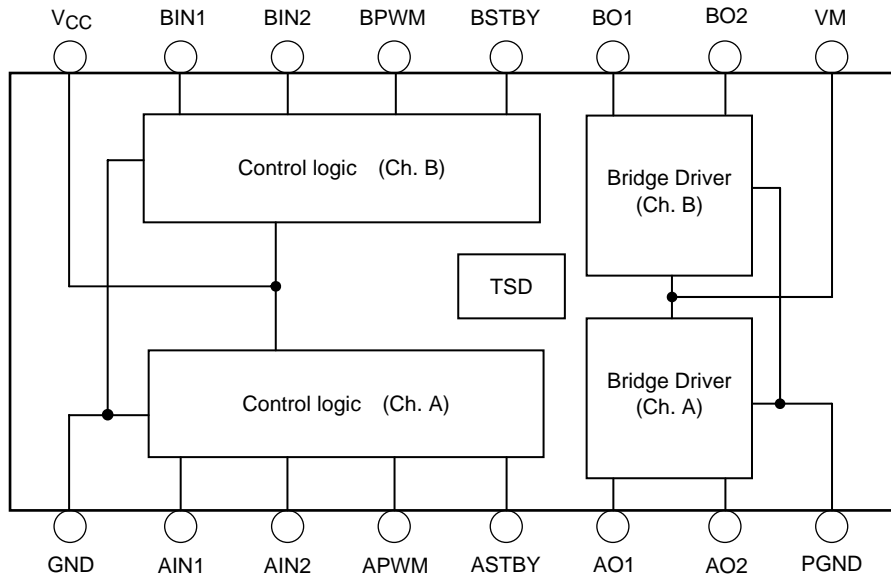 VCC BIN1 BIN2 BPWM BSTBY BO1 BO2 VM
Control logic (Ch. B)
Bridge Driver
(Ch. B)
TSD
Control logic (Ch. A)
Bridge Driver
(Ch. A)
GND AIN1 AIN2 APWM ASTBY AO1 AO2 PGND